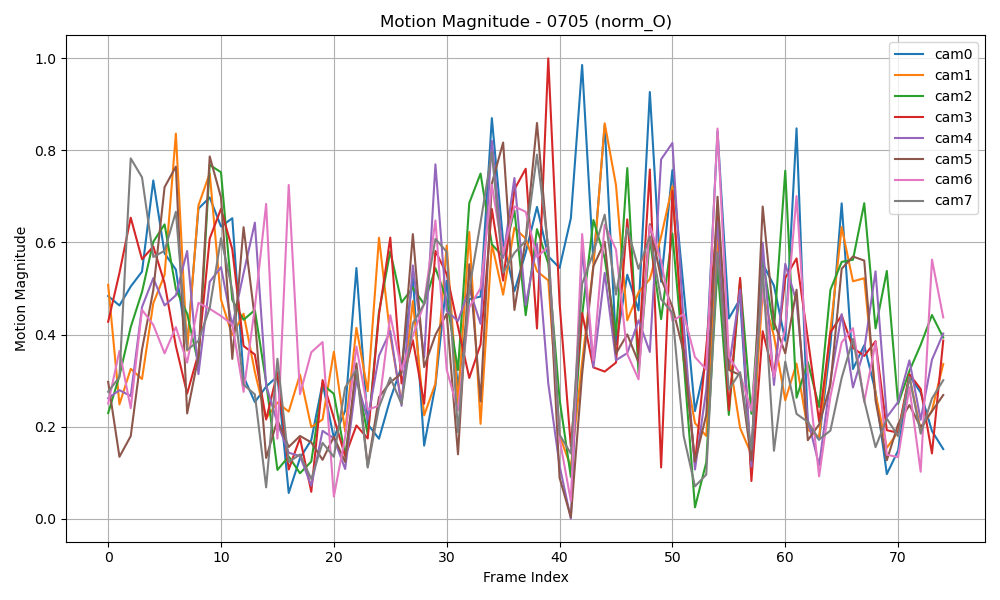 Motion Magnitude - 0705 (norm_O)
Motion Magnitude
1.0
0.8
0.6
0.4
0.2
0.0
0 10 20 30 40 50 60 70
Frame Index
cam0
cam1
cam2
cam3
cam4
cam5
cam6
cam7